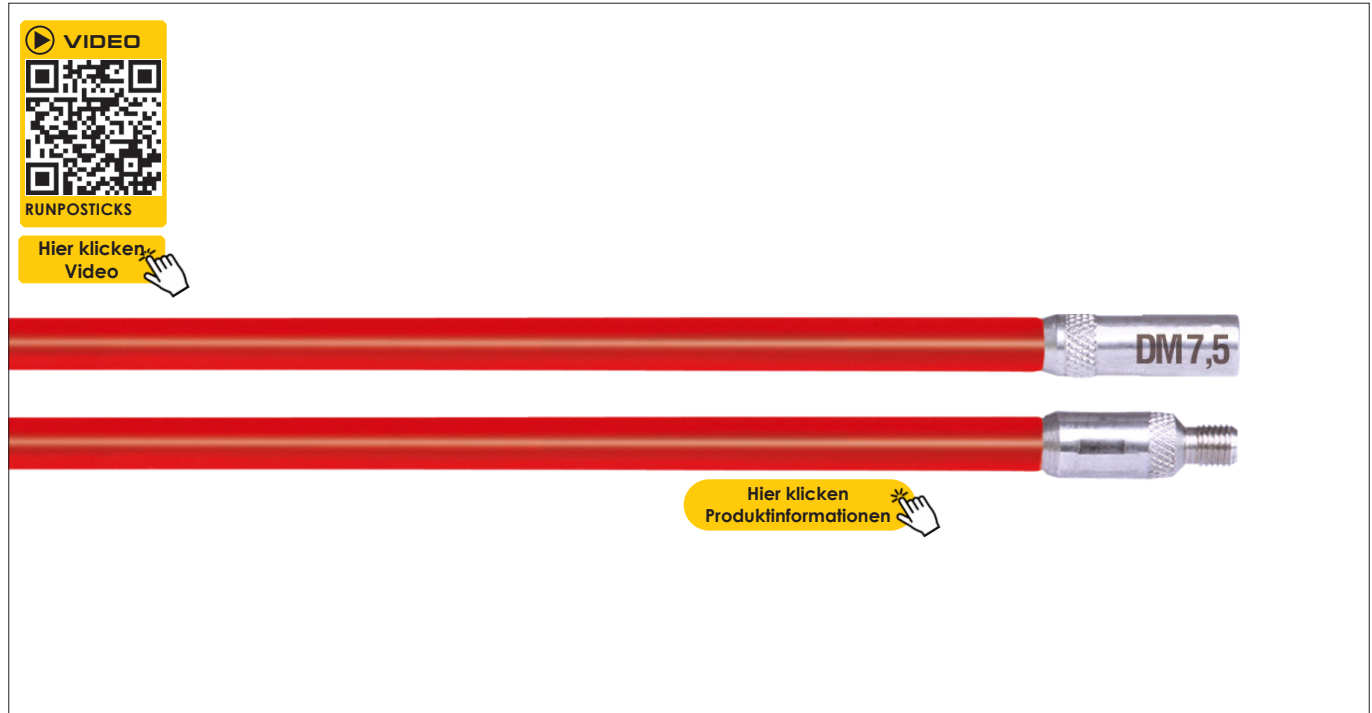 VIDEO
RUNPOSTICKS
Hier klicken
Video
DM 7,5
Hier klicken
Produktinformationen